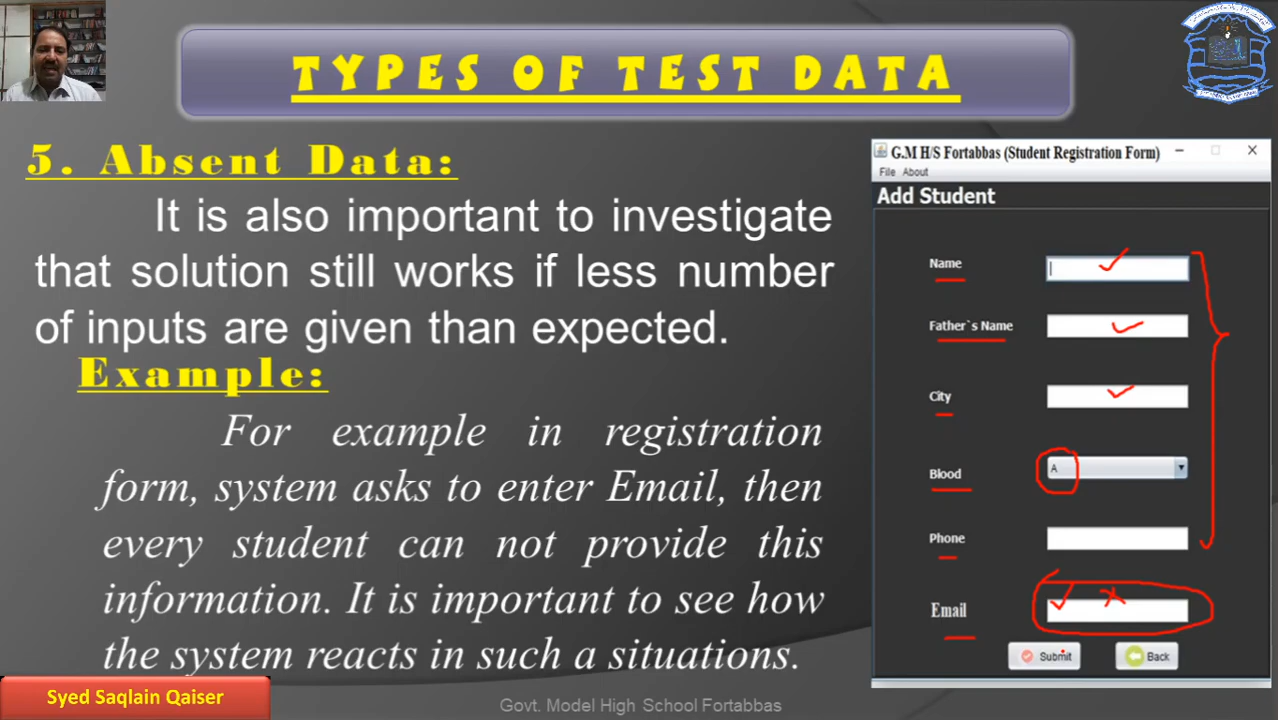 TYPES OF TEST DATA
5. Absent Data:
It is also important to investigate
that solution still works if less number
of inputs are given than expected.
Example:
For example in registration
form, system asks to enter Email, then
every student can not provide this
information. It is important to see how
the system reacts in such a situations.
G.M H/S Fortabbas (Student Registration Form)
File About
Add Student
Name
Father`s Name
City
Blood
A
Phone
Email
Submit
Back
Syed Saqlain Qaiser
Govt. Model High School Fortabbas